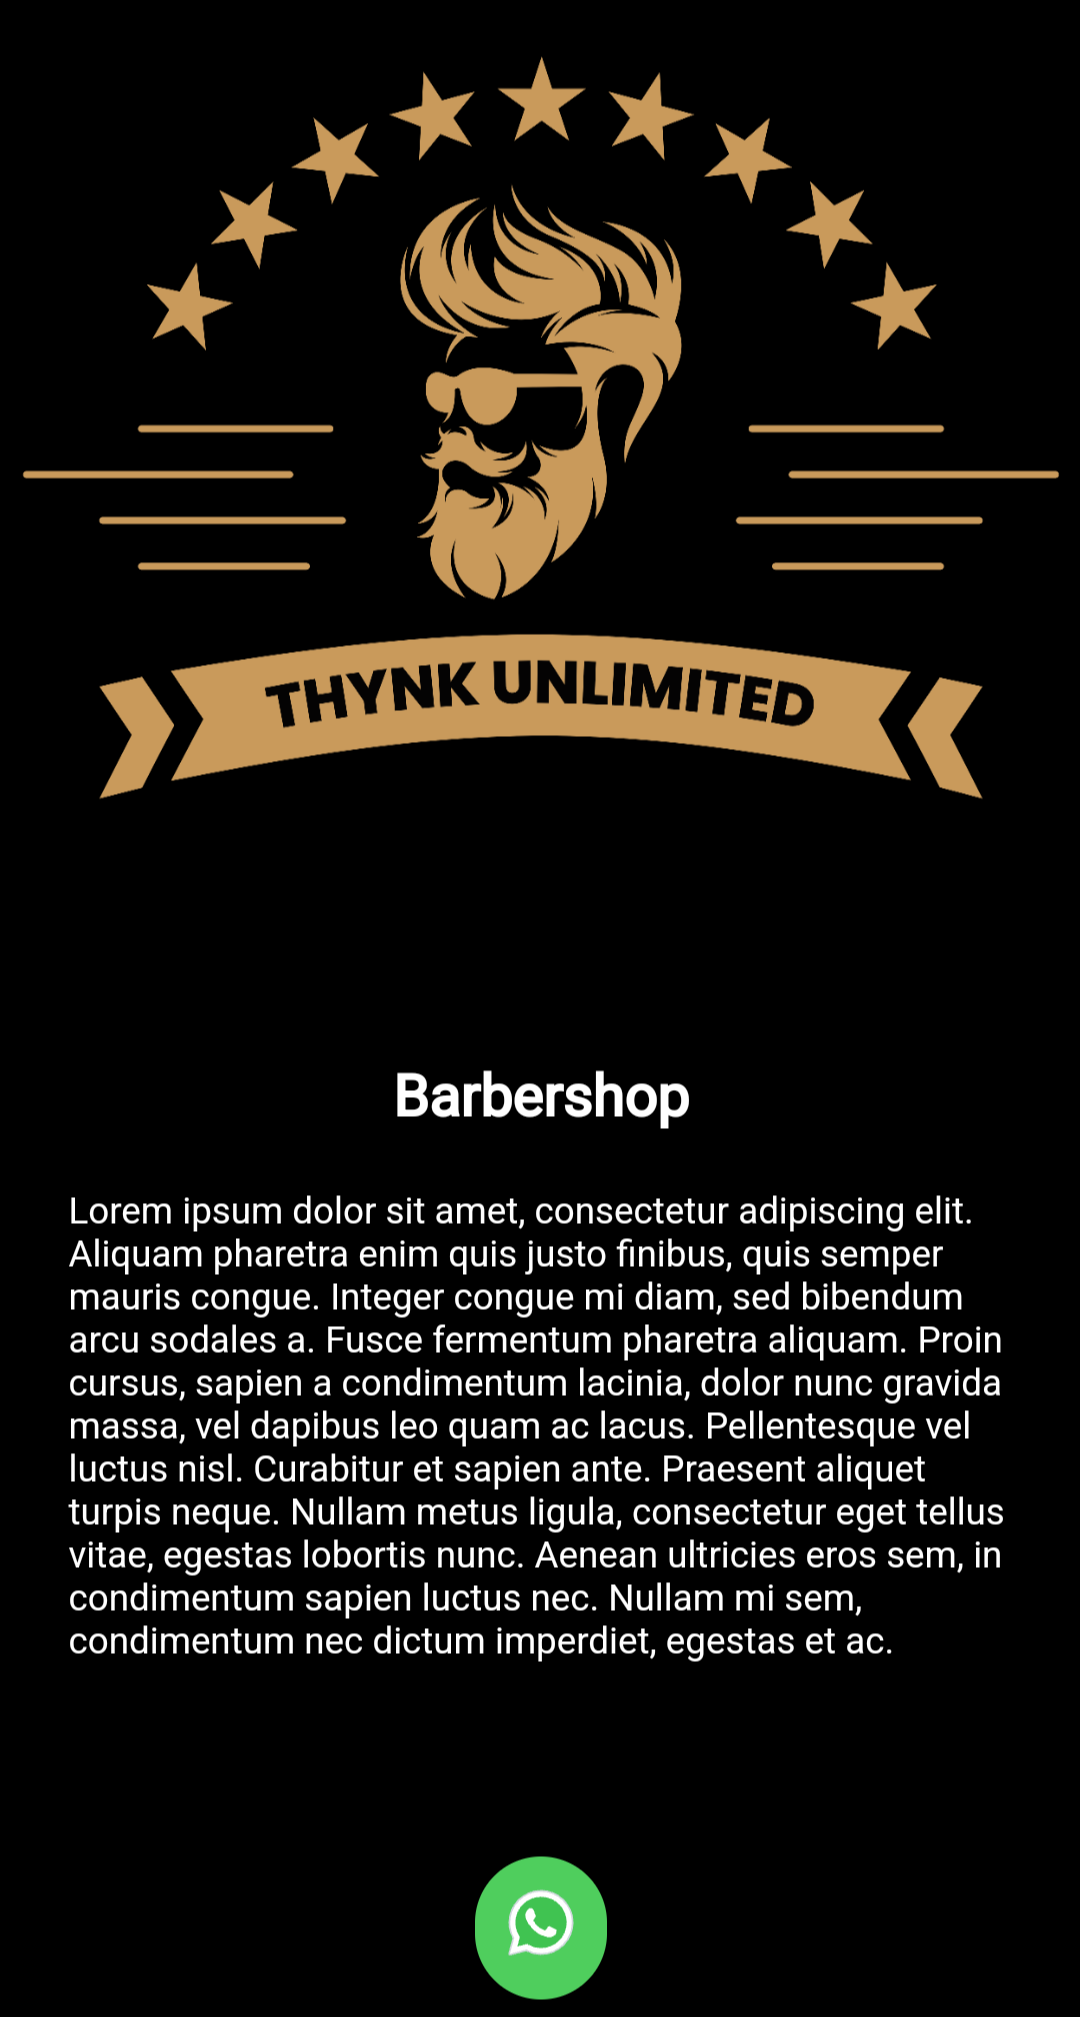 THYNK UNLIMITED
Barbershop
Lorem ipsum dolor sit amet, consectetur adipiscing elit.
Aliquam pharetra enim quis justo finibus, quis semper
mauris congue. Integer congue mi diam, sed bibendum
arcu sodales a. Fusce fermentum pharetra aliquam. Proin
cursus, sapien a condimentum lacinia, dolor nunc gravida
massa, vel dapibus leo quam ac lacus. Pellentesque vel
luctus nisl. Curabitur et sapien ante. Praesent aliquet
turpis neque. Nullam metus ligula, consectetur eget tellus
vitae, egestas lobortis nunc. Aenean ultricies eros sem, in
condimentum sapien luctus nec. Nullam mi sem,
condimentum nec dictum imperdiet, egestas et ac.